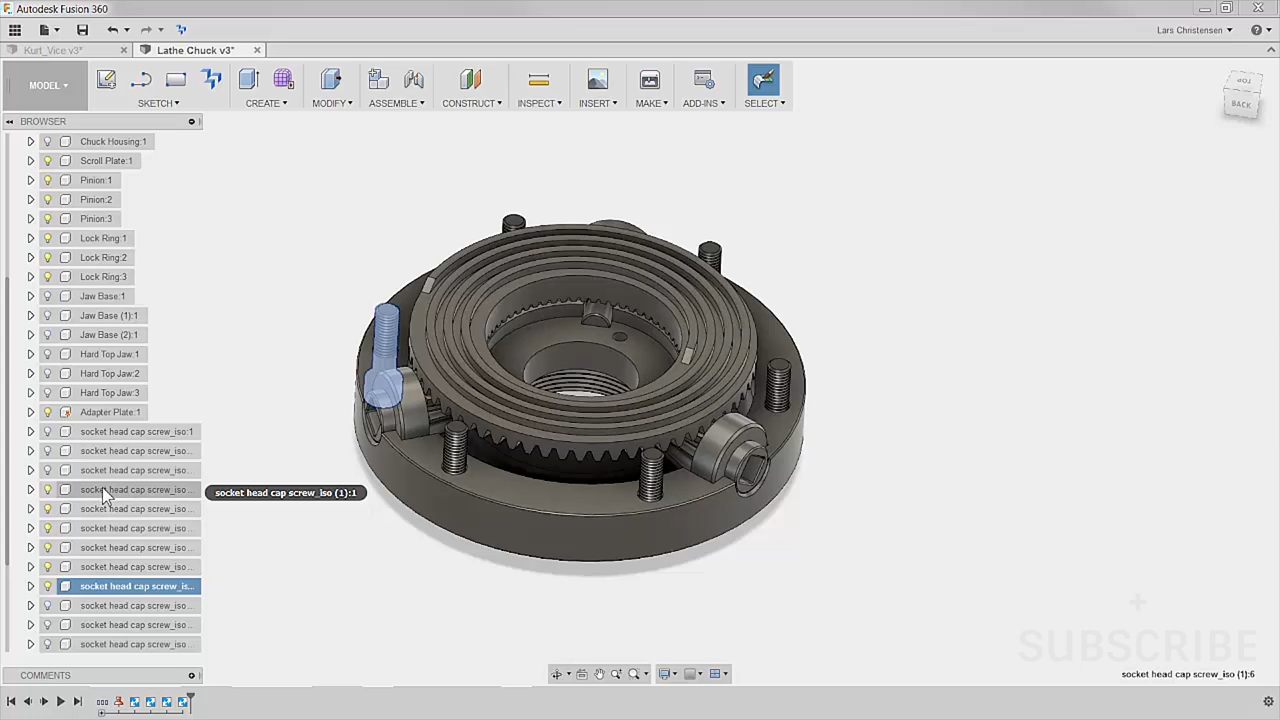 Autodesk Fusion 360
Lars Christensen
Kurt_Vice v3*
Lathe Chuck v3*
MODEL
SKETCH
CREATE
MODIFY
ASSEMBLE
CONSTRUCT
INSPECT
INSERT
MAKE
ADD-INS
SELECT
TOP
BACK
BROWSER
Chuck Housing:1
Scroll Plate:1
Pinion:1
Pinion:2
Pinion:3
Lock Ring:1
Lock Ring:2
Lock Ring:3
Jaw Base:1
Jaw Base (1):1
Jaw Base (2):1
Hard Top Jaw:1
Hard Top Jaw:2
Hard Top Jaw:3
Adapter Plate:1
socket head cap screw_iso:1
socket head cap screw_iso...
socket head cap screw_iso...
socket head cap screw_iso...
socket head cap screw_iso (1):1
socket head cap screw_iso...
socket head cap screw_iso...
socket head cap screw_iso...
socket head cap screw_iso...
socket head cap screw_is...
socket head cap screw_iso...
socket head cap screw_iso...
socket head cap screw_iso...
SUBSCRIBE
COMMENTS
socket head cap screw_iso (1):6